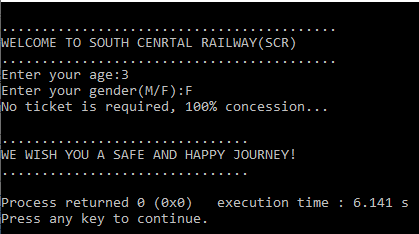 ..........................................
WELCOME TO SOUTH CENRTAL RAILWAY(SCR)
..........................................
Enter your age:3
Enter your gender(M/F):F
No ticket is required, 100% concession...
...............................
WE WISH YOU A SAFE AND HAPPY JOURNEY!
...............................
Process returned 0 (0x0)   execution time : 6.141 s
Press any key to continue.